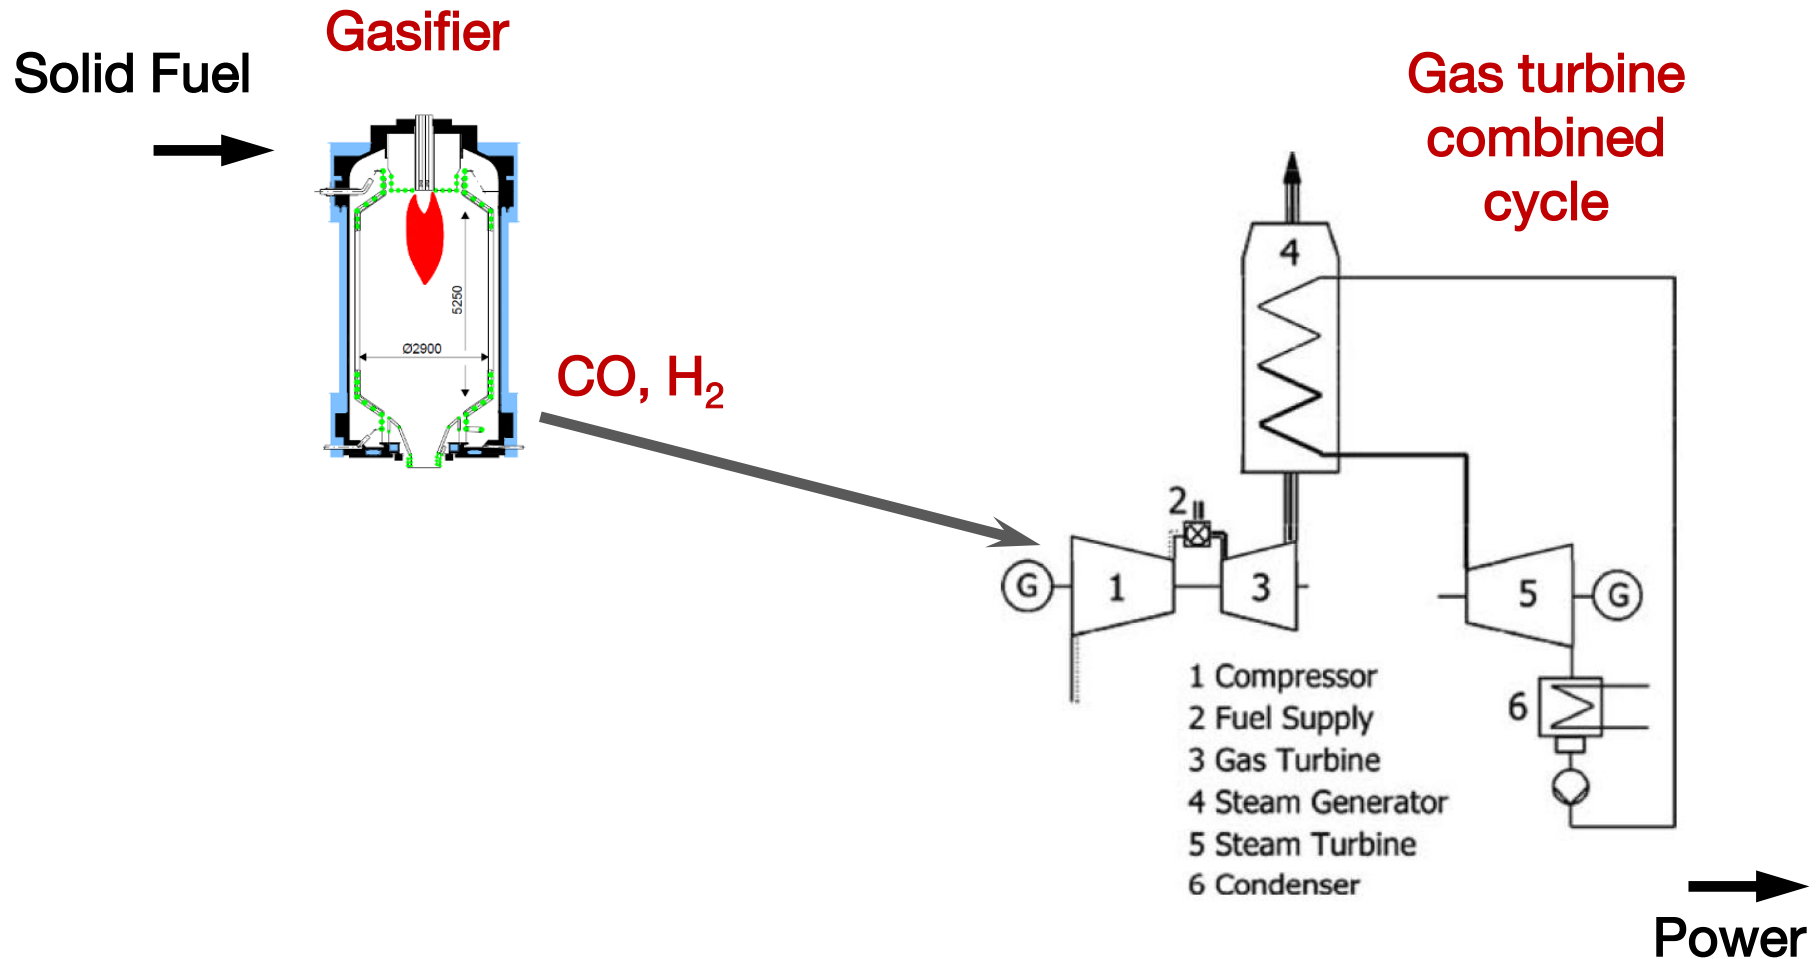 Gasifier
Solid Fuel
Gas turbine
combined
cycle
5250
Ø2900
CO, H₂
4
2
G
1
3
5
G
6
1 Compressor
2 Fuel Supply
3 Gas Turbine
4 Steam Generator
5 Steam Turbine
6 Condenser
Power